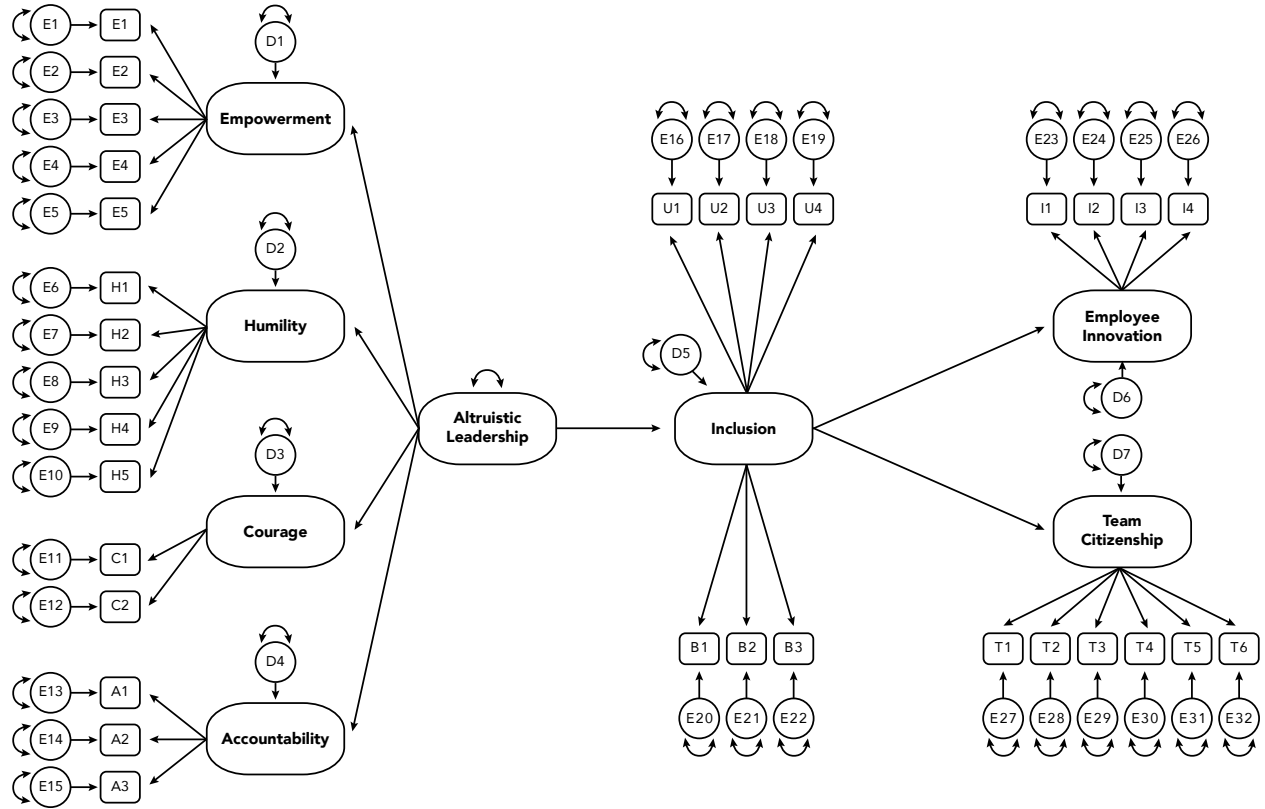 E1 E1
E2 E2
E3 E3
E4 E4
E5 E5
D1
Empowerment
E6 H1
E7 H2
E8 H3
E9 H4
E10 H5
D2
Humility
E11 C1
E12 C2
D3
Courage
E13 A1
E14 A2
E15 A3
D4
Accountability
Altruistic
Leadership
E16 E17 E18 E19
U1 U2 U3 U4
D5
Inclusion
B1 B2 B3
E20 E21 E22
E23 E24 E25 E26
I1 I2 I3 I4
Employee
Innovation
D6
D7
Team
Citizenship
T1 T2 T3 T4 T5 T6
E27 E28 E29 E30 E31 E32